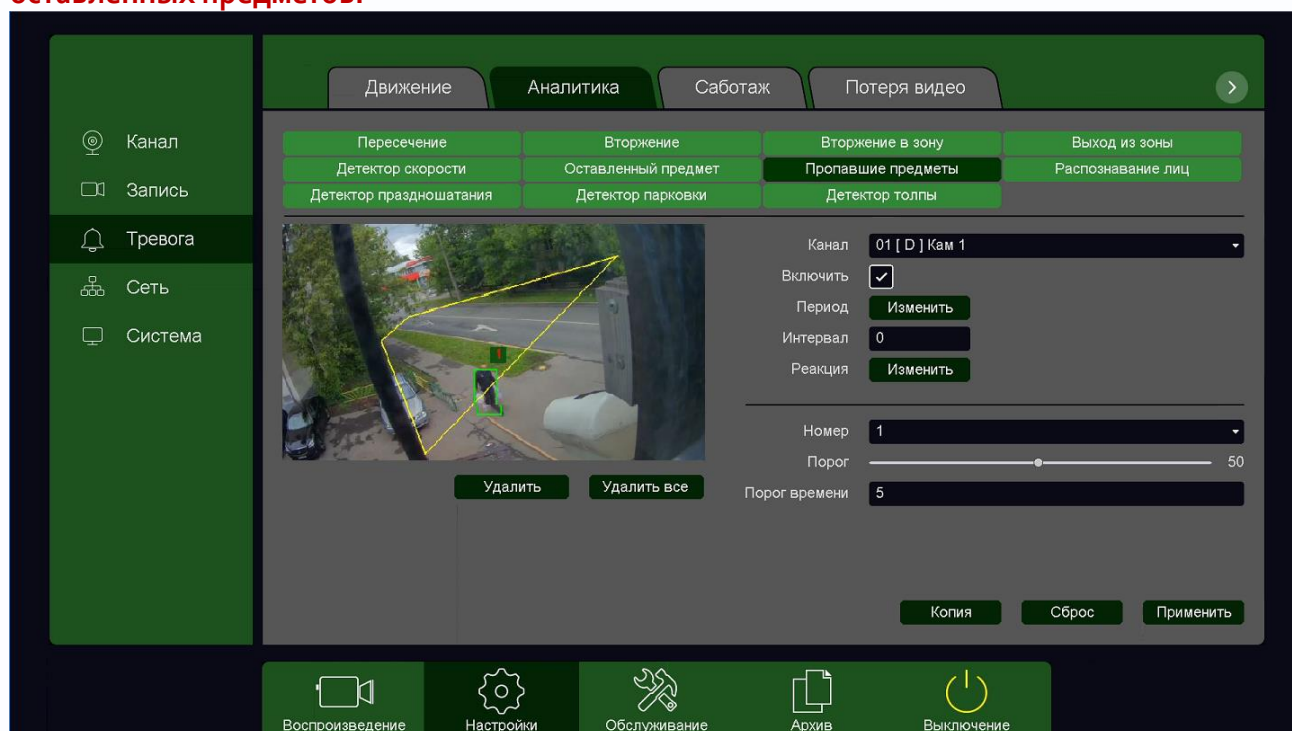 оставленных предметов.
Движение Аналитика Саботаж Потеря видео >
Канал
Запись
Тревога
Сеть
Система
Пересечение Вторжение Вторжение в зону Выход из зоны
Детектор скорости Оставленный предмет Пропавшие предметы Распознавание лиц
Детектор праздношатания Детектор парковки Детектор толпы
1
Канал 01 [ D ] Кам 1
Включить
Период Изменить
Интервал 0
Реакция Изменить
Номер 1
Порог 50
Порог времени 5
Удалить Удалить все
Копия Сброс Применить
Воспроизведение Настройки Обслуживание Архив Выключение